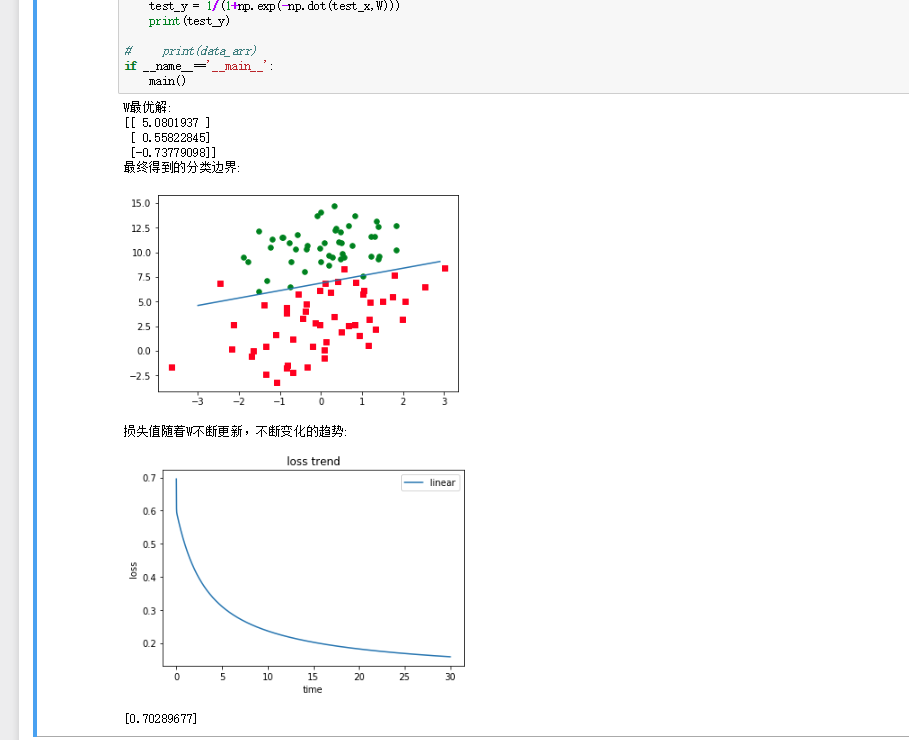 test_y = 1/(1+np.exp(-np.dot(test_x,W)))
print(test_y)
#     print(data_arr)
if __name__=='__main__':
main()
W最优解:
[[ 5.0801937 ]
[ 0.55822845]
[-0.73779098]]
最终得到的分类边界:
15.0
12.5
10.0
7.5
5.0
2.5
0.0
−2.5
−3 −2 −1 0 1 2 3
损失值随着W不断更新，不断变化的趋势:
loss trend
linear
0.7
0.6
0.5
0.4
0.3
0.2
loss
0 5 10 15 20 25 30
time
[0.70289677]